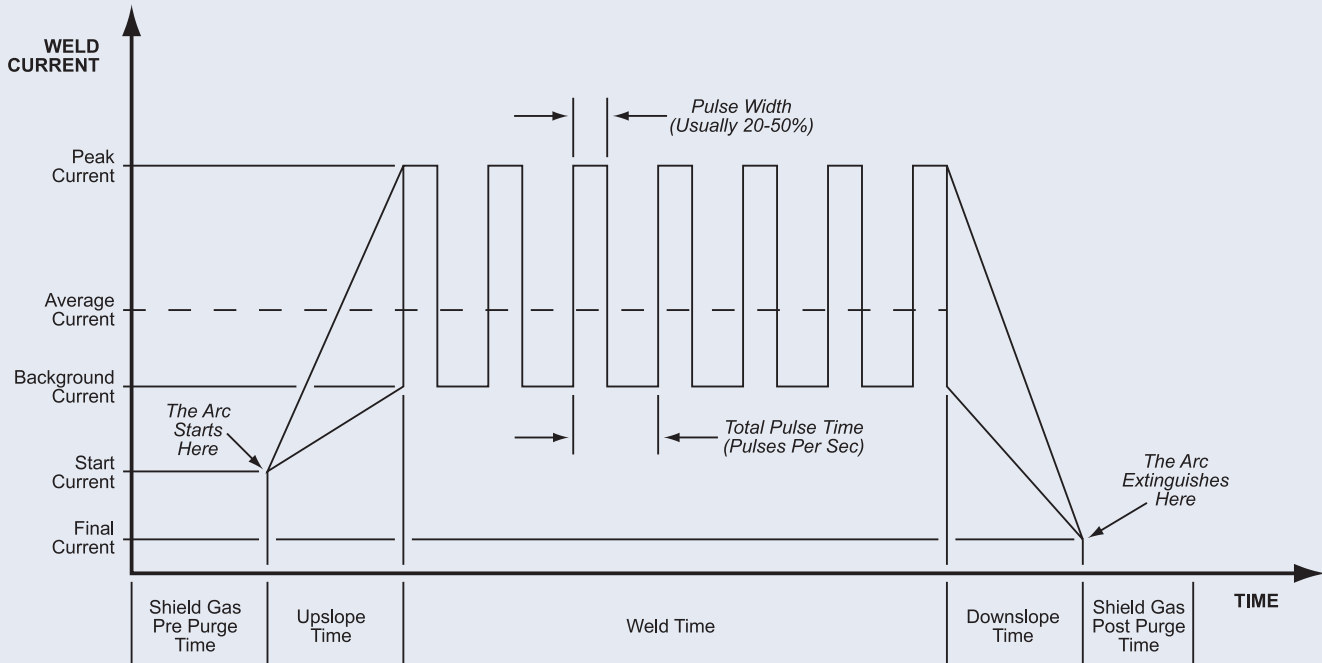 WELD
CURRENT
Pulse Width
(Usually 20-50%)
Peak
Current
Average
Current
Background
Current
The Arc
Starts
Here
Total Pulse Time
(Pulses Per Sec)
Start
Current
The Arc
Extinguishes
Here
Final
Current
TIME
Shield Gas
Pre Purge
Time
Upslope
Time
Weld Time
Downslope
Time
Shield Gas
Post Purge
Time